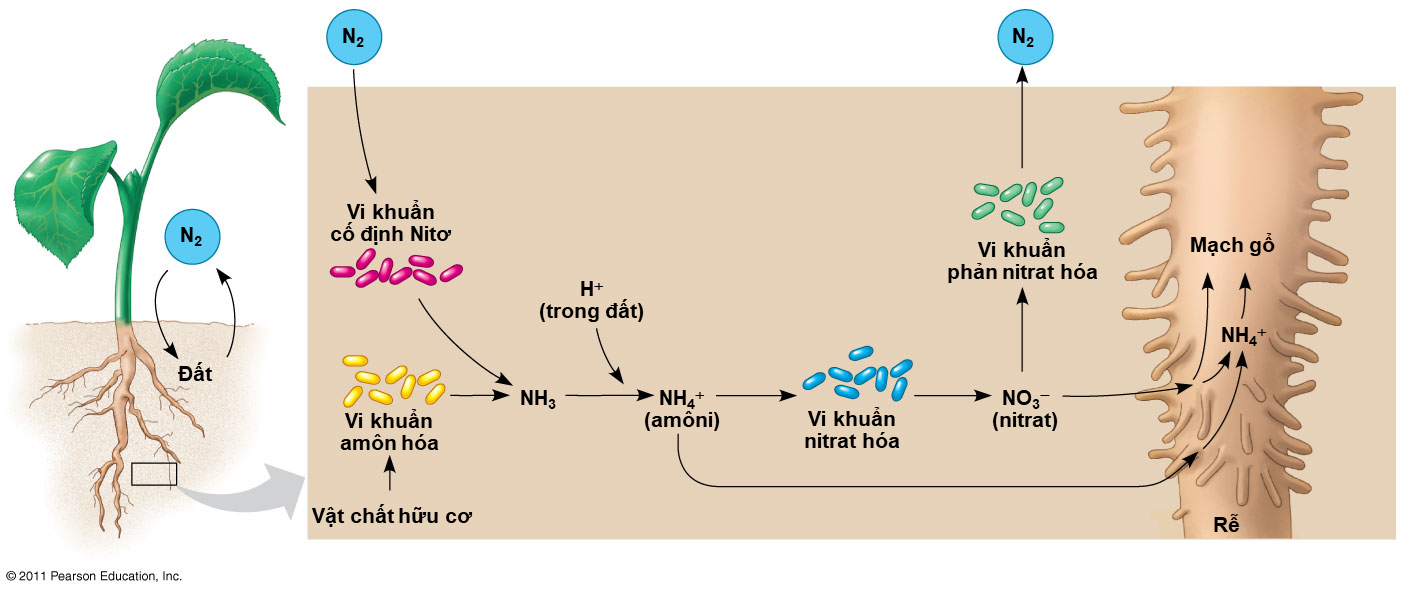 N₂
N₂
N₂
Đất
Vi khuẩn
cố định Nitơ
H⁺
(trong đất)
Vi khuẩn
amôn hóa
Vật chất hữu cơ
NH₃
NH₄⁺
(amôni)
Vi khuẩn
nitrat hóa
NO₃⁻
(nitrat)
Vi khuẩn
phản nitrat hóa
Mạch gổ
NH₄⁺
Rễ
© 2011 Pearson Education, Inc.